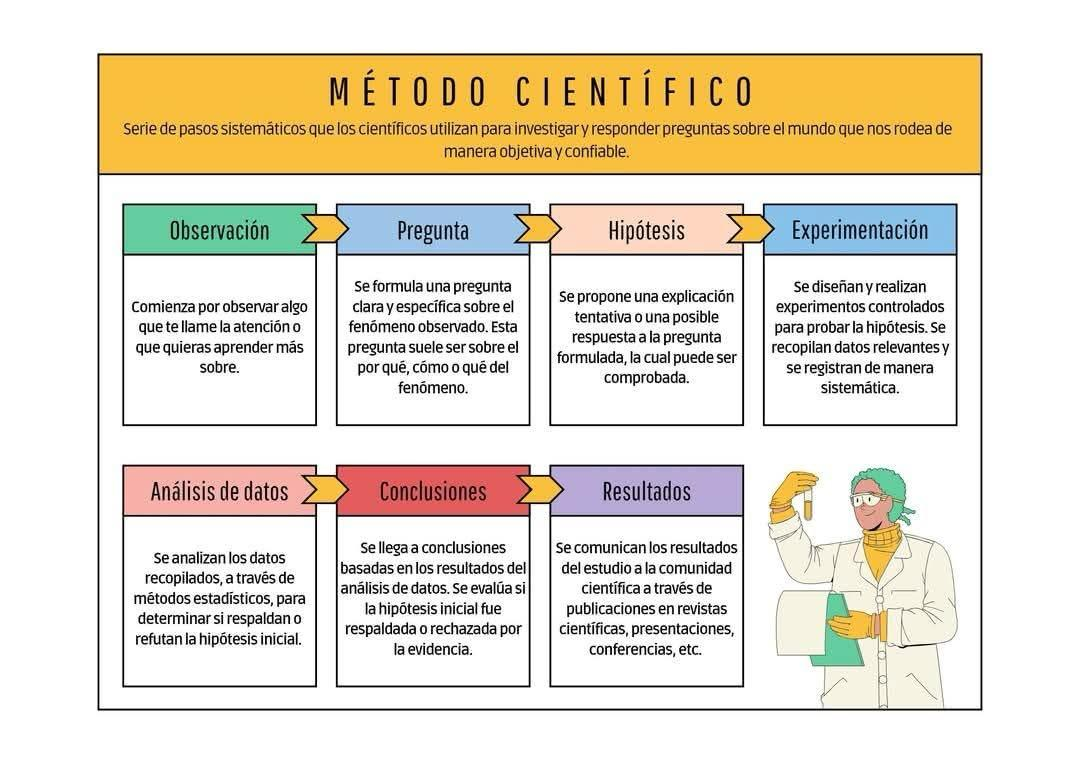 MÉTODO CIENTÍFICO
Serie de pasos sistemáticos que los científicos utilizan para investigar y responder preguntas sobre el mundo que nos rodea de
manera objetiva y confiable.
Observación
Comienza por observar algo
que te llame la atención o
que quieras aprender más
sobre.
Pregunta
Se formula una pregunta
clara y específica sobre el
fenómeno observado. Esta
pregunta suele ser sobre el
por qué, cómo o qué del
fenómeno.
Hipótesis
Se propone una explicación
tentativa o una posible
respuesta a la pregunta
formulada, la cual puede ser
comprobada.
Experimentación
Se diseñan y realizan
experimentos controlados
para probar la hipótesis. Se
recopilan datos relevantes y
se registran de manera
sistemática.
Análisis de datos
Se analizan los datos
recopilados, a través de
métodos estadísticos, para
determinar si respaldan o
refutan la hipótesis inicial.
Conclusiones
Se llega a conclusiones
basadas en los resultados del
análisis de datos. Se evalúa si
la hipótesis inicial fue
respaldada o rechazada por
la evidencia.
Resultados
Se comunican los resultados
del estudio a la comunidad
científica a través de
publicaciones en revistas
científicas, presentaciones,
conferencias, etc.